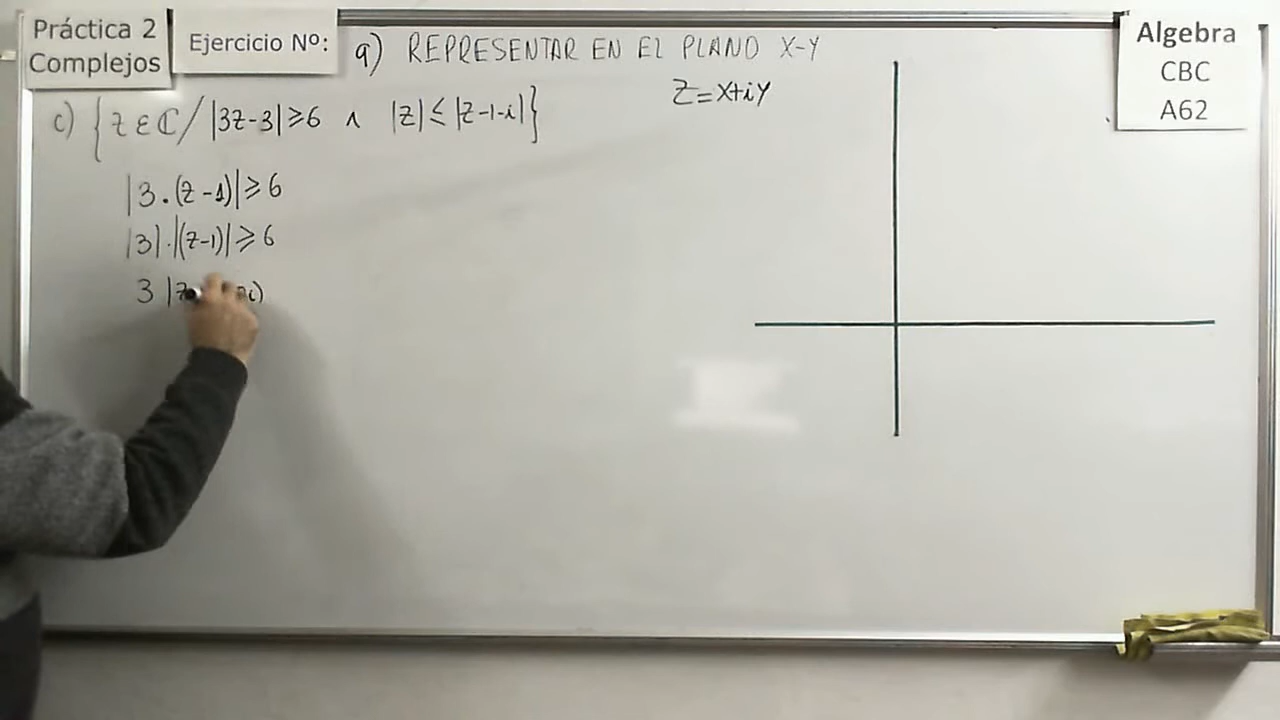 Práctica 2
Complejos
Ejercicio Nº: 9) REPRESENTAR EN EL PLANO X-Y
Algebra
CBC
A62
Z=X+iY
c) {z ∈ ℂ / |3z-3| ≥ 6 ∧ |z| ≤ |z-1-i|}
|3.(z-1)| ≥ 6
|3|.|(z-1)| ≥ 6
3 |z